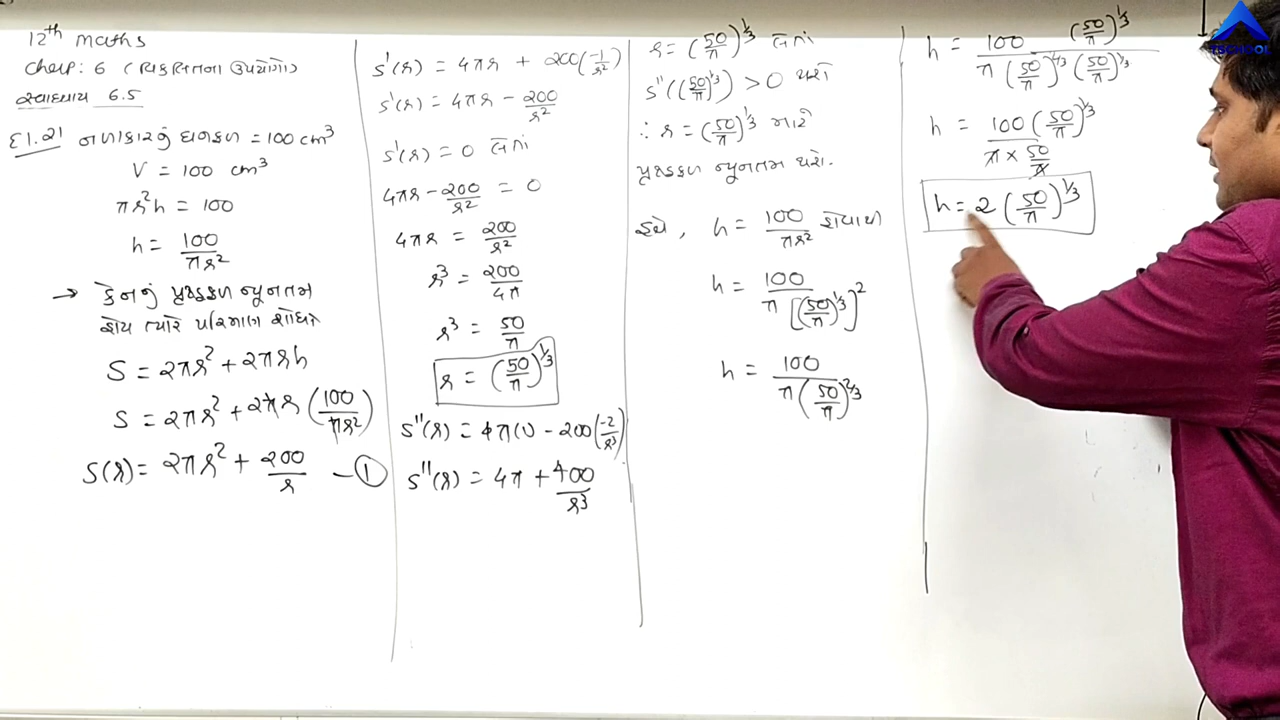 12th maths
Chap: 6 (વિકલિતના ઉપયોગો)
સ્વાધ્યાય 6.5
દા.21 નળાકારનું ઘનફળ = 100 cm³
V = 100 cm³
πr²h = 100
h = 100/πr²
→ કેનનું પૃષ્ઠફળ ન્યૂનતમ
હોય ત્યારે પરિમાણ શોધો
S = 2πr² + 2πrh
S = 2πr² + 2πr (100/πr²)
S(r) = 2πr² + 200/r — ①
s'(r) = 4πr + 200(-1/r²)
s'(r) = 4πr - 200/r²
s'(r) = 0 લેતાં
4πr - 200/r² = 0
4πr = 200/r²
r³ = 200/4π
r³ = 50/π
r = (50/π)^1/3
s''(r) = 4π(1) - 200(-2/r³)
s''(r) = 4π + 400/r³
r = (50/π)^1/3 લેતાં
s''((50/π)^1/3) > 0 થશે
∴ r = (50/π)^1/3 માટે
પૃષ્ઠફળ ન્યૂનતમ થશે.
હવે, h = 100/πr² હોવાથી
h = 100/π[(50/π)^1/3]²
h = 100/π(50/π)^2/3
h = 100/π(50/π)^2/3 (50/π)^1/3/(50/π)^1/3
h = 100(50/π)^1/3/π × 50/π
h = 2(50/π)^1/3
TSCHOOL